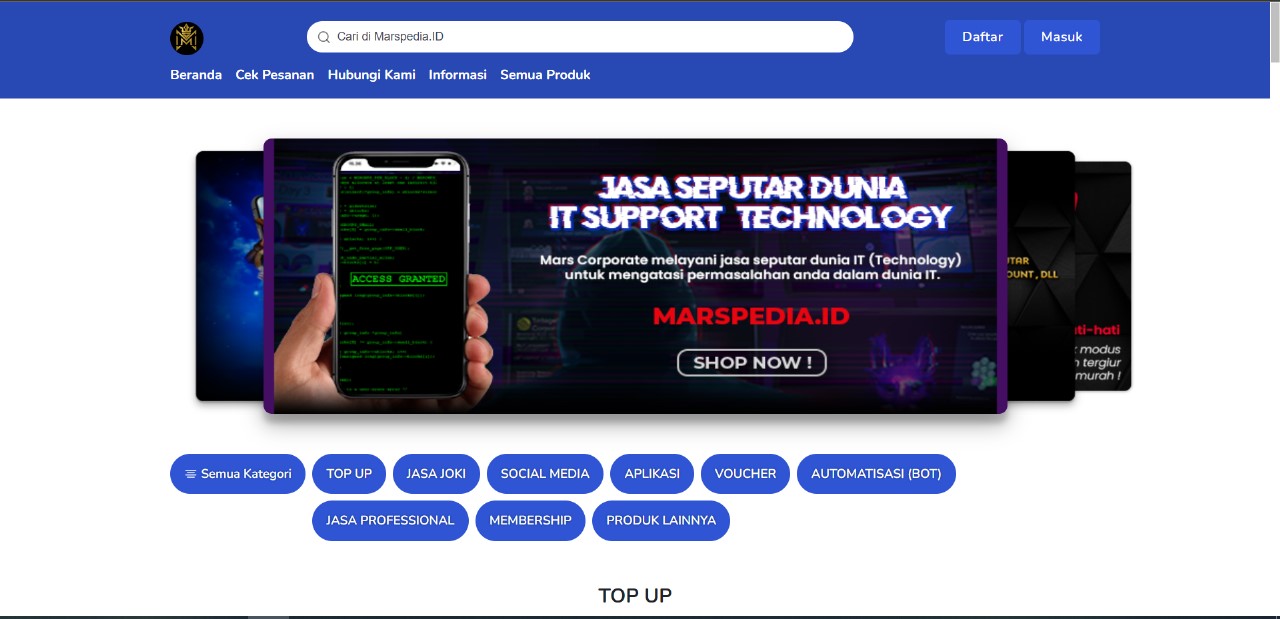 Cari di Marspedia.ID
Daftar
Masuk
Beranda
Cek Pesanan
Hubungi Kami
Informasi
Semua Produk
ACCESS GRANTED
JASA SEPUTAR DUNIA
IT SUPPORT TECHNOLOGY
Mars Corporate melayani jasa seputar dunia IT (Technology)
untuk mengatasi permasalahan anda dalam dunia IT.
MARSPEDIA.ID
SHOP NOW !
OUNT, DLL
ti-hati
modus
tergiur
murah !
Semua Kategori
TOP UP
JASA JOKI
SOCIAL MEDIA
APLIKASI
VOUCHER
AUTOMATISASI (BOT)
JASA PROFESSIONAL
MEMBERSHIP
PRODUK LAINNYA
TOP UP